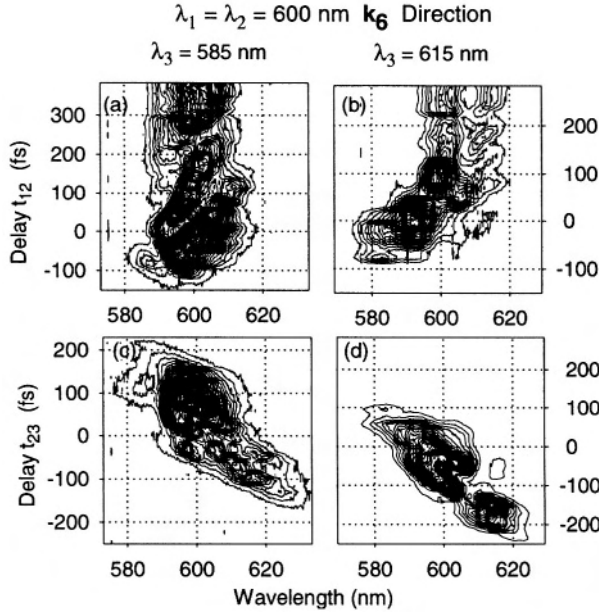 λ₁ = λ₂ = 600 nm k₆ Direction
λ₃ = 585 nm λ₃ = 615 nm
(a) (b)
300
200
100
0
-100
200
100
0
-100
Delay t₁₂ (fs)
580 600 620 580 600 620
(c) (d)
200
100
0
-100
-200
200
100
0
-100
-200
Delay t₂₃ (fs)
580 600 620 580 600 620
Wavelength (nm)